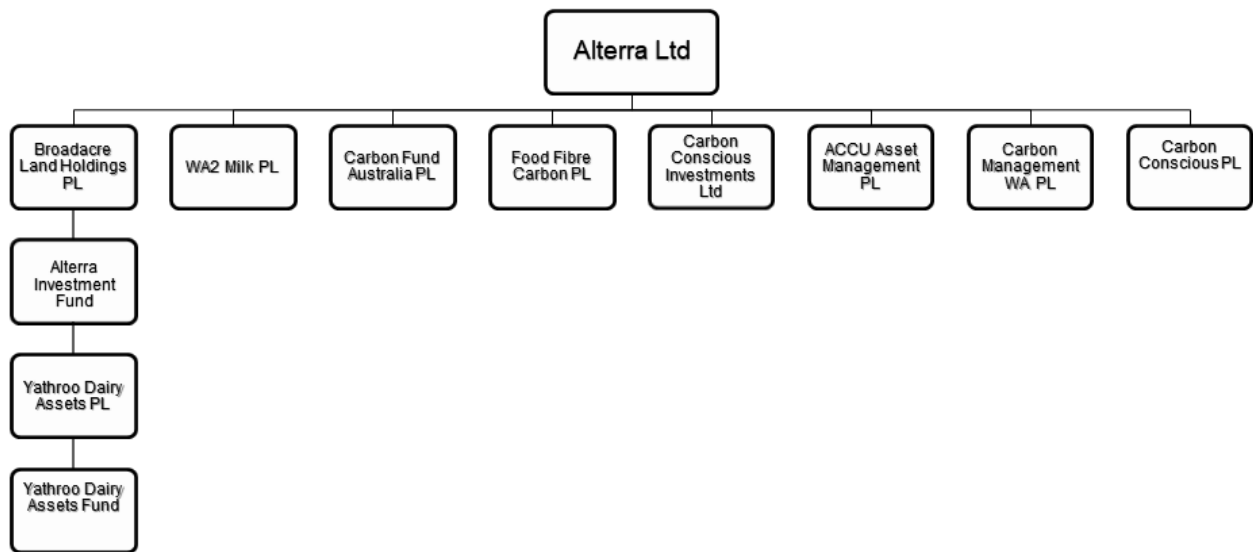 Alterra Ltd
Broadacre
Land Holdings
PL
WA2 Milk PL
Carbon Fund
Australia PL
Food Fibre
Carbon PL
Carbon
Conscious
Investments
Ltd
ACCU Asset
Management
PL
Carbon
Management
WA PL
Carbon
Conscious PL
Alterra
Investment
Fund
Yathroo Dairy
Assets PL
Yathroo Dairy
Assets Fund